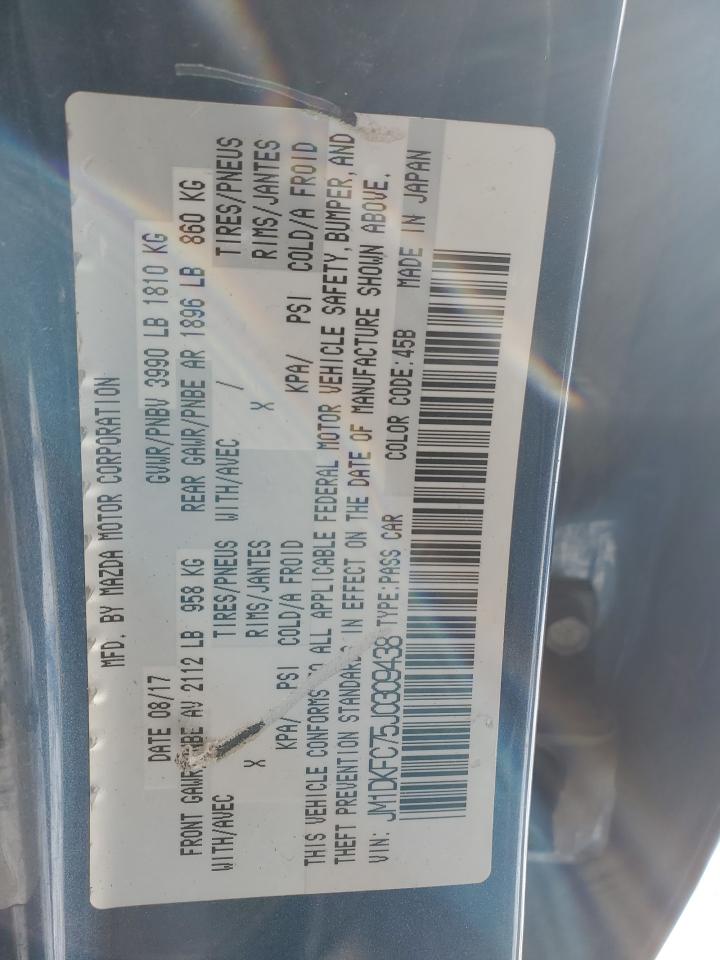 MFD. BY MAZDA MOTOR CORPORATION
DATE 08/17 GVWR/PNBV 3990 LB 1810 KG
FRONT GAWR/PNBE AV 2112 LB 958 KG REAR GAWR/PNBE AR 1896 LB 860 KG
WITH/AVEC TIRES/PNEUS WITH/AVEC / TIRES/PNEUS
X RIMS/JANTES X RIMS/JANTES
KPA/ PSI COLD/A FROID KPA/ PSI COLD/A FROID
THIS VEHICLE CONFORMS TO ALL APPLICABLE FEDERAL MOTOR VEHICLE SAFETY, BUMPER, AND
THEFT PREVENTION STANDARDS IN EFFECT ON THE DATE OF MANUFACTURE SHOWN ABOVE.
VIN: JM1DKFC75J0309438 TYPE:PASS CAR COLOR CODE:45B MADE IN JAPAN